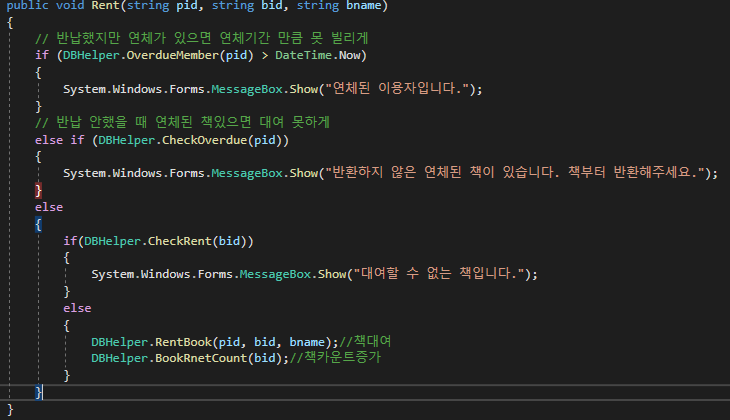 public void Rent(string pid, string bid, string bname)
{
// 반납했지만 연체가 있으면 연체기간 만큼 못 빌리게
if (DBHelper.OverdueMember(pid) > DateTime.Now)
{
System.Windows.Forms.MessageBox.Show("연체된 이용자입니다.");
}
// 반납 안했을 때 연체된 책있으면 대여 못하게
else if (DBHelper.CheckOverdue(pid))
{
System.Windows.Forms.MessageBox.Show("반환하지 않은 연체된 책이 있습니다. 책부터 반환해주세요.");
}
else
{
if(DBHelper.CheckRent(bid))
{
System.Windows.Forms.MessageBox.Show("대여할 수 없는 책입니다.");
}
else
{
DBHelper.RentBook(pid, bid, bname);//책대여
DBHelper.BookRnetCount(bid);//책카운트증가
}
}
}